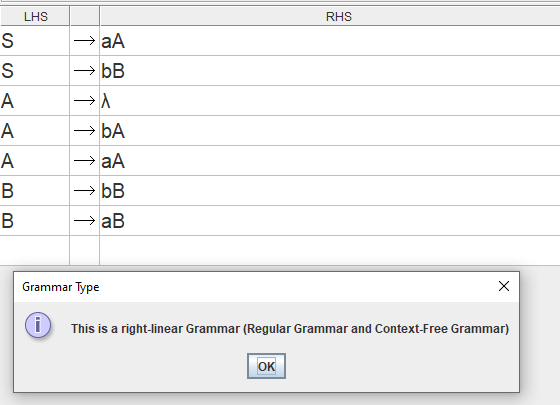 LHS RHS
S → aA
S → bB
A → λ
A → bA
A → aA
B → bB
B → aB
Grammar Type
This is a right-linear Grammar (Regular Grammar and Context-Free Grammar)
OK